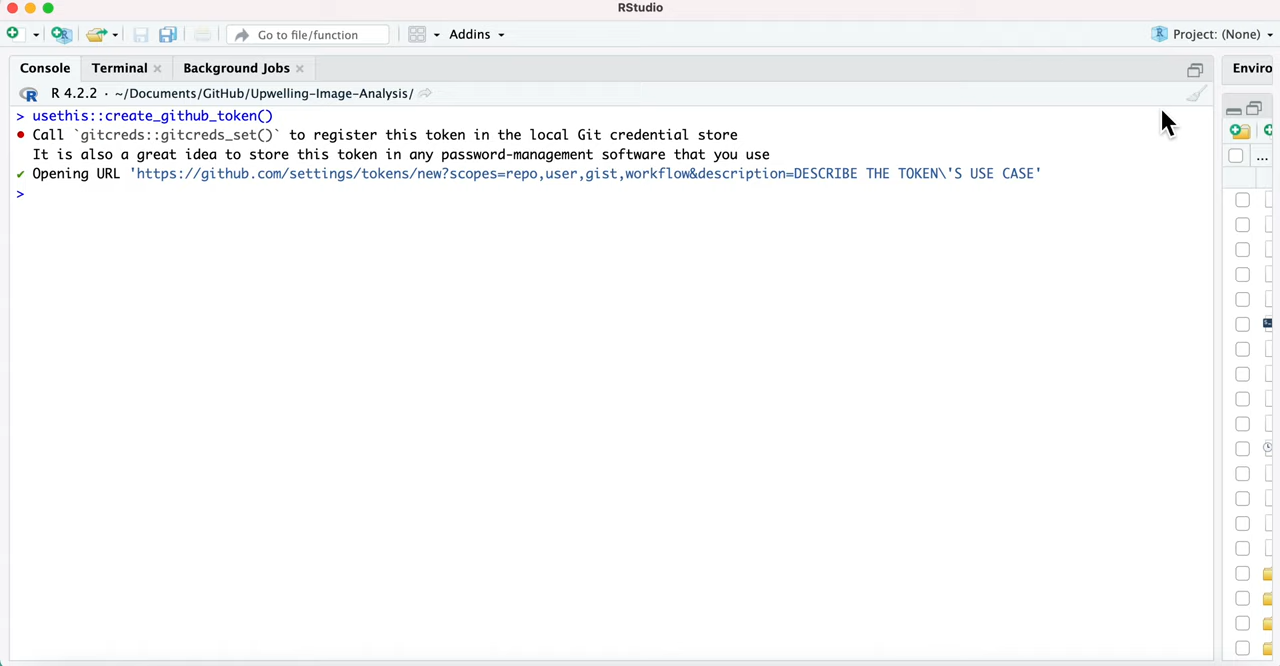 RStudio
Go to file/function
Addins
Project: (None)
Console
Terminal
Background Jobs
Enviro
R 4.2.2 · ~/Documents/GitHub/Upwelling-Image-Analysis/
> usethis::create_github_token()
• Call `gitcreds::gitcreds_set()` to register this token in the local Git credential store
It is also a great idea to store this token in any password-management software that you use
✔ Opening URL 'https://github.com/settings/tokens/new?scopes=repo,user,gist,workflow&description=DESCRIBE THE TOKEN\'S USE CASE'
>
...